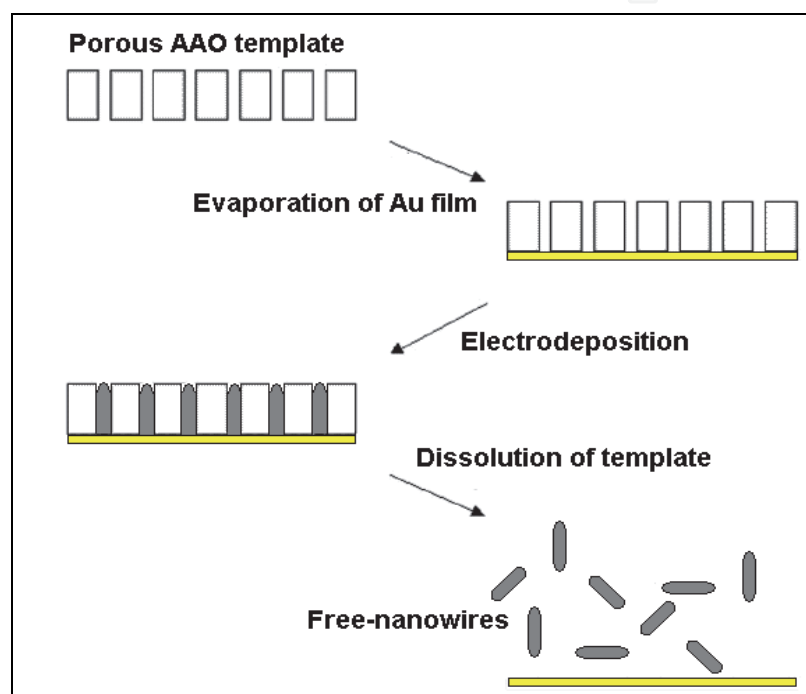 Porous AAO template
Evaporation of Au film
Electrodeposition
Dissolution of template
Free-nanowires